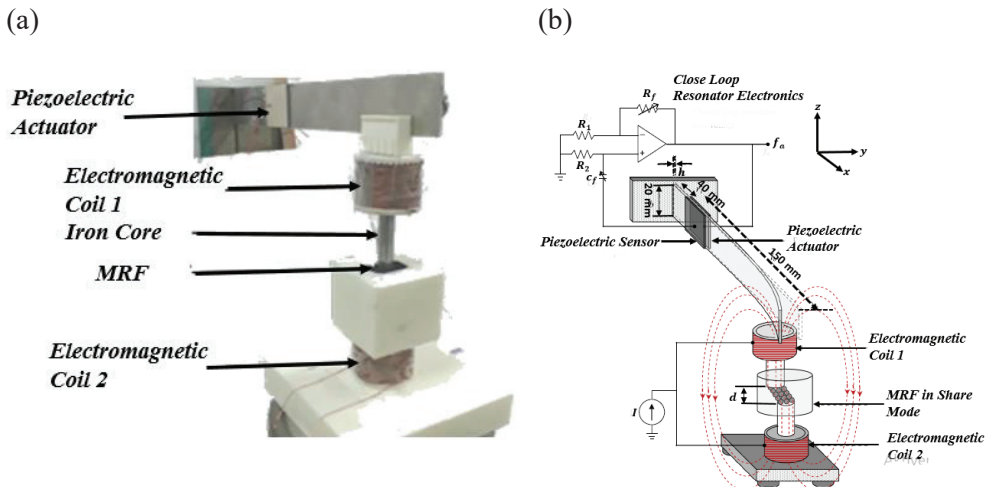 (a)
Piezoelectric
Actuator
Electromagnetic
Coil 1
Iron Core
MRF
Electromagnetic
Coil 2
(b)
Close Loop
Resonator Electronics
R_f
R_1
R_2
c_f
−
+
f_a
z
y
x
h
20 mm
40 mm
Piezoelectric Sensor
Piezoelectric
Actuator
150 mm
Electromagnetic
Coil 1
d
MRF in Share
Mode
I
Electromagnetic
Coil 2